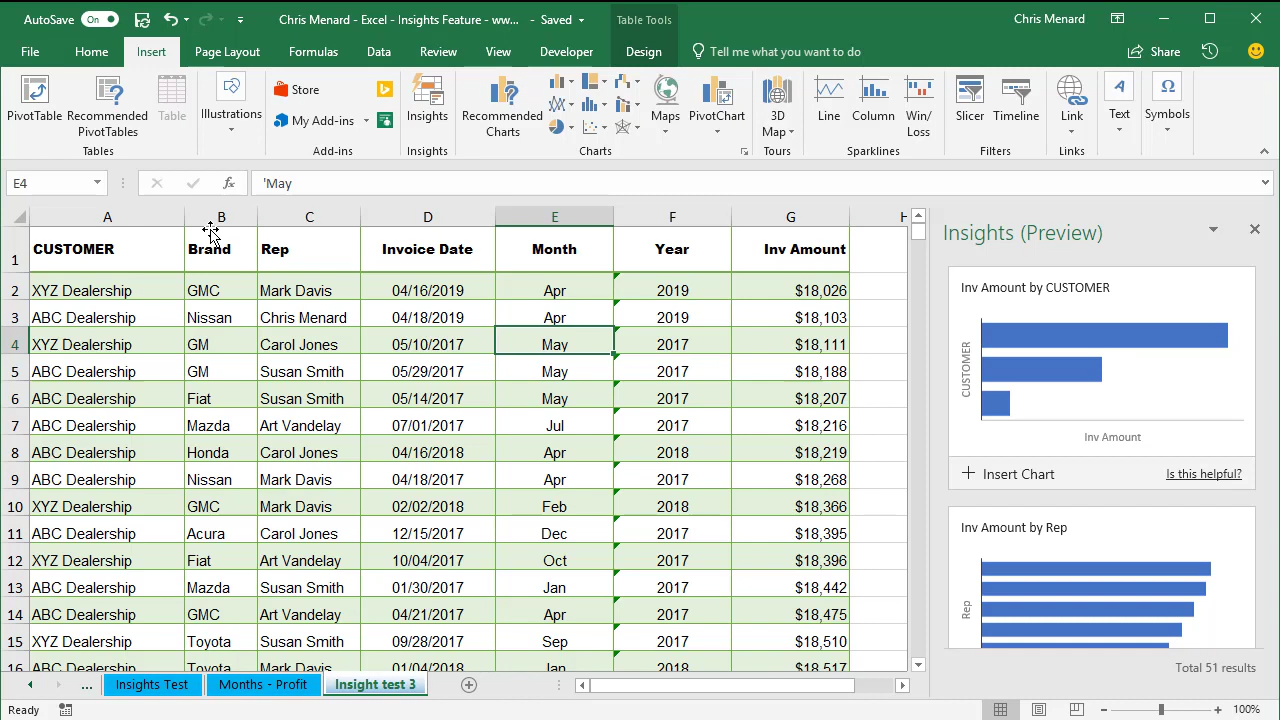 AutoSave On Chris Menard - Excel - Insights Feature - ww... - Saved Table Tools Chris Menard
File Home Insert Page Layout Formulas Data Review View Developer Design Tell me what you want to do Share
PivotTable Recommended PivotTables Table Illustrations Store My Add-ins Insights Recommended Charts Maps PivotChart 3D Map Line Column Win/Loss Slicer Timeline Link Text Symbols
Tables Add-ins Insights Charts Tours Sparklines Filters Links
E4 fx 'May
A B C D E F G H
1 CUSTOMER Brand Rep Invoice Date Month Year Inv Amount
2 XYZ Dealership GMC Mark Davis 04/16/2019 Apr 2019 $18,026
3 ABC Dealership Nissan Chris Menard 04/18/2019 Apr 2019 $18,103
4 XYZ Dealership GM Carol Jones 05/10/2017 May 2017 $18,111
5 ABC Dealership GM Susan Smith 05/29/2017 May 2017 $18,188
6 ABC Dealership Fiat Susan Smith 05/14/2017 May 2017 $18,207
7 ABC Dealership Mazda Art Vandelay 07/01/2017 Jul 2017 $18,216
8 ABC Dealership Honda Carol Jones 04/16/2018 Apr 2018 $18,219
9 ABC Dealership Nissan Mark Davis 04/18/2017 Apr 2017 $18,268
10 XYZ Dealership GMC Mark Davis 02/02/2018 Feb 2018 $18,366
11 ABC Dealership Acura Carol Jones 12/15/2017 Dec 2017 $18,395
12 XYZ Dealership Fiat Art Vandelay 10/04/2017 Oct 2017 $18,396
13 ABC Dealership Mazda Susan Smith 01/30/2017 Jan 2017 $18,442
14 ABC Dealership GMC Art Vandelay 04/21/2017 Apr 2017 $18,475
15 XYZ Dealership Toyota Susan Smith 09/28/2017 Sep 2017 $18,510
16 ABC Dealership Toyota Mark Davis 01/04/2018 Jan 2018 $18,517
Insights (Preview)
Inv Amount by CUSTOMER
CUSTOMER
Inv Amount
Insert Chart Is this helpful?
Inv Amount by Rep
Rep
Total 51 results
... Insights Test Months - Profit Insight test 3
Ready 100%